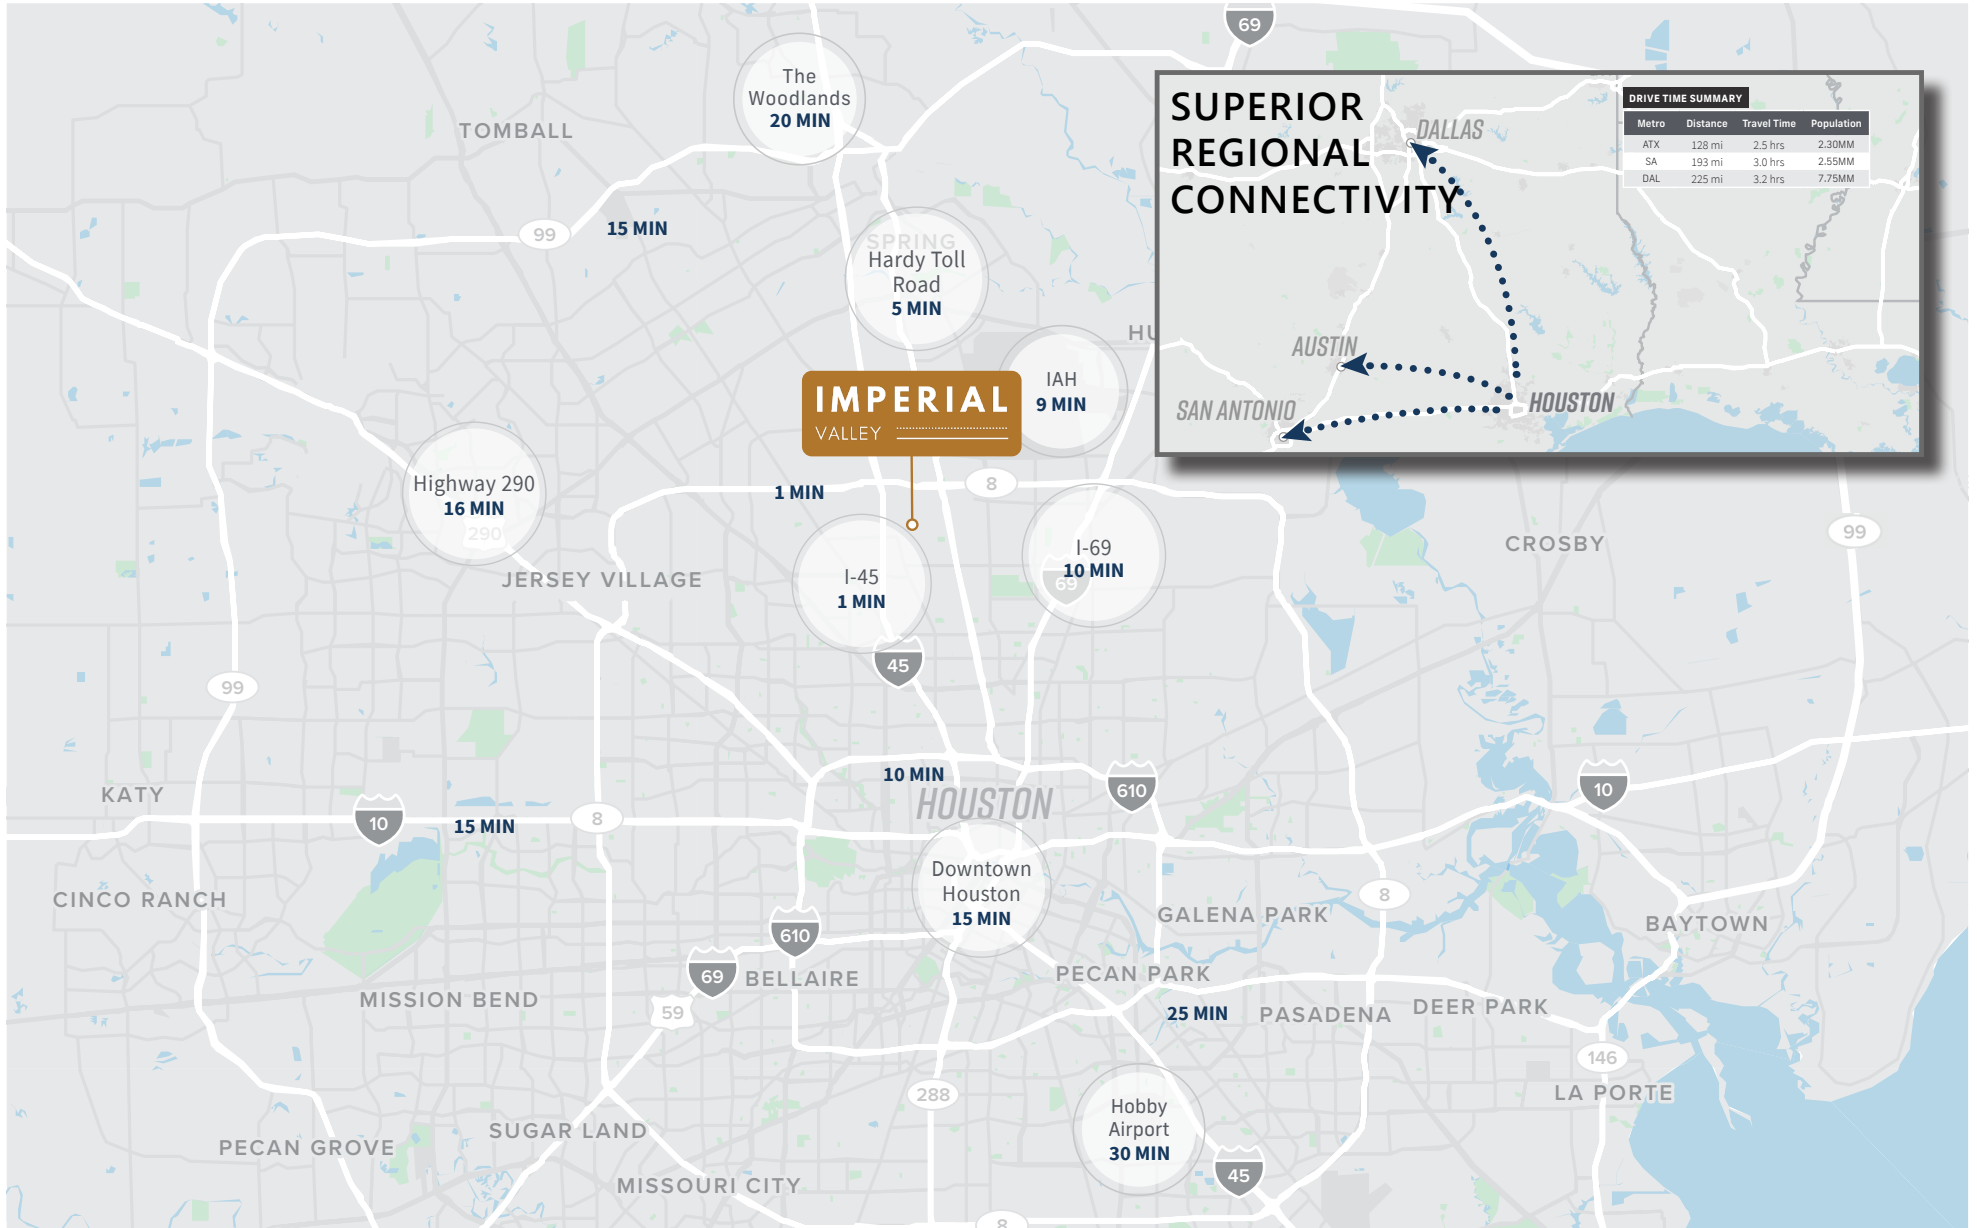 69
The
Woodlands
20 MIN
TOMBALL
99
15 MIN
SPRING
Hardy Toll
Road
5 MIN
HU
IAH
9 MIN
IMPERIAL
VALLEY
SUPERIOR
REGIONAL
CONNECTIVITY
DALLAS
AUSTIN
SAN ANTONIO
HOUSTON
DRIVE TIME SUMMARY
Metro Distance Travel Time Population
ATX 128 mi 2.5 hrs 2.30MM
SA 193 mi 3.0 hrs 2.55MM
DAL 225 mi 3.2 hrs 7.75MM
Highway 290
16 MIN
290
1 MIN
8
I-69
10 MIN
69
I-45
1 MIN
45
JERSEY VILLAGE
CROSBY
99
99
10 MIN
HOUSTON
610
10
KATY
10
15 MIN
8
Downtown
Houston
15 MIN
CINCO RANCH
8
GALENA PARK
BAYTOWN
610
69
BELLAIRE
59
PECAN PARK
MISSION BEND
25 MIN
PASADENA
DEER PARK
146
LA PORTE
288
Hobby
Airport
30 MIN
SUGAR LAND
PECAN GROVE
45
MISSOURI CITY
8